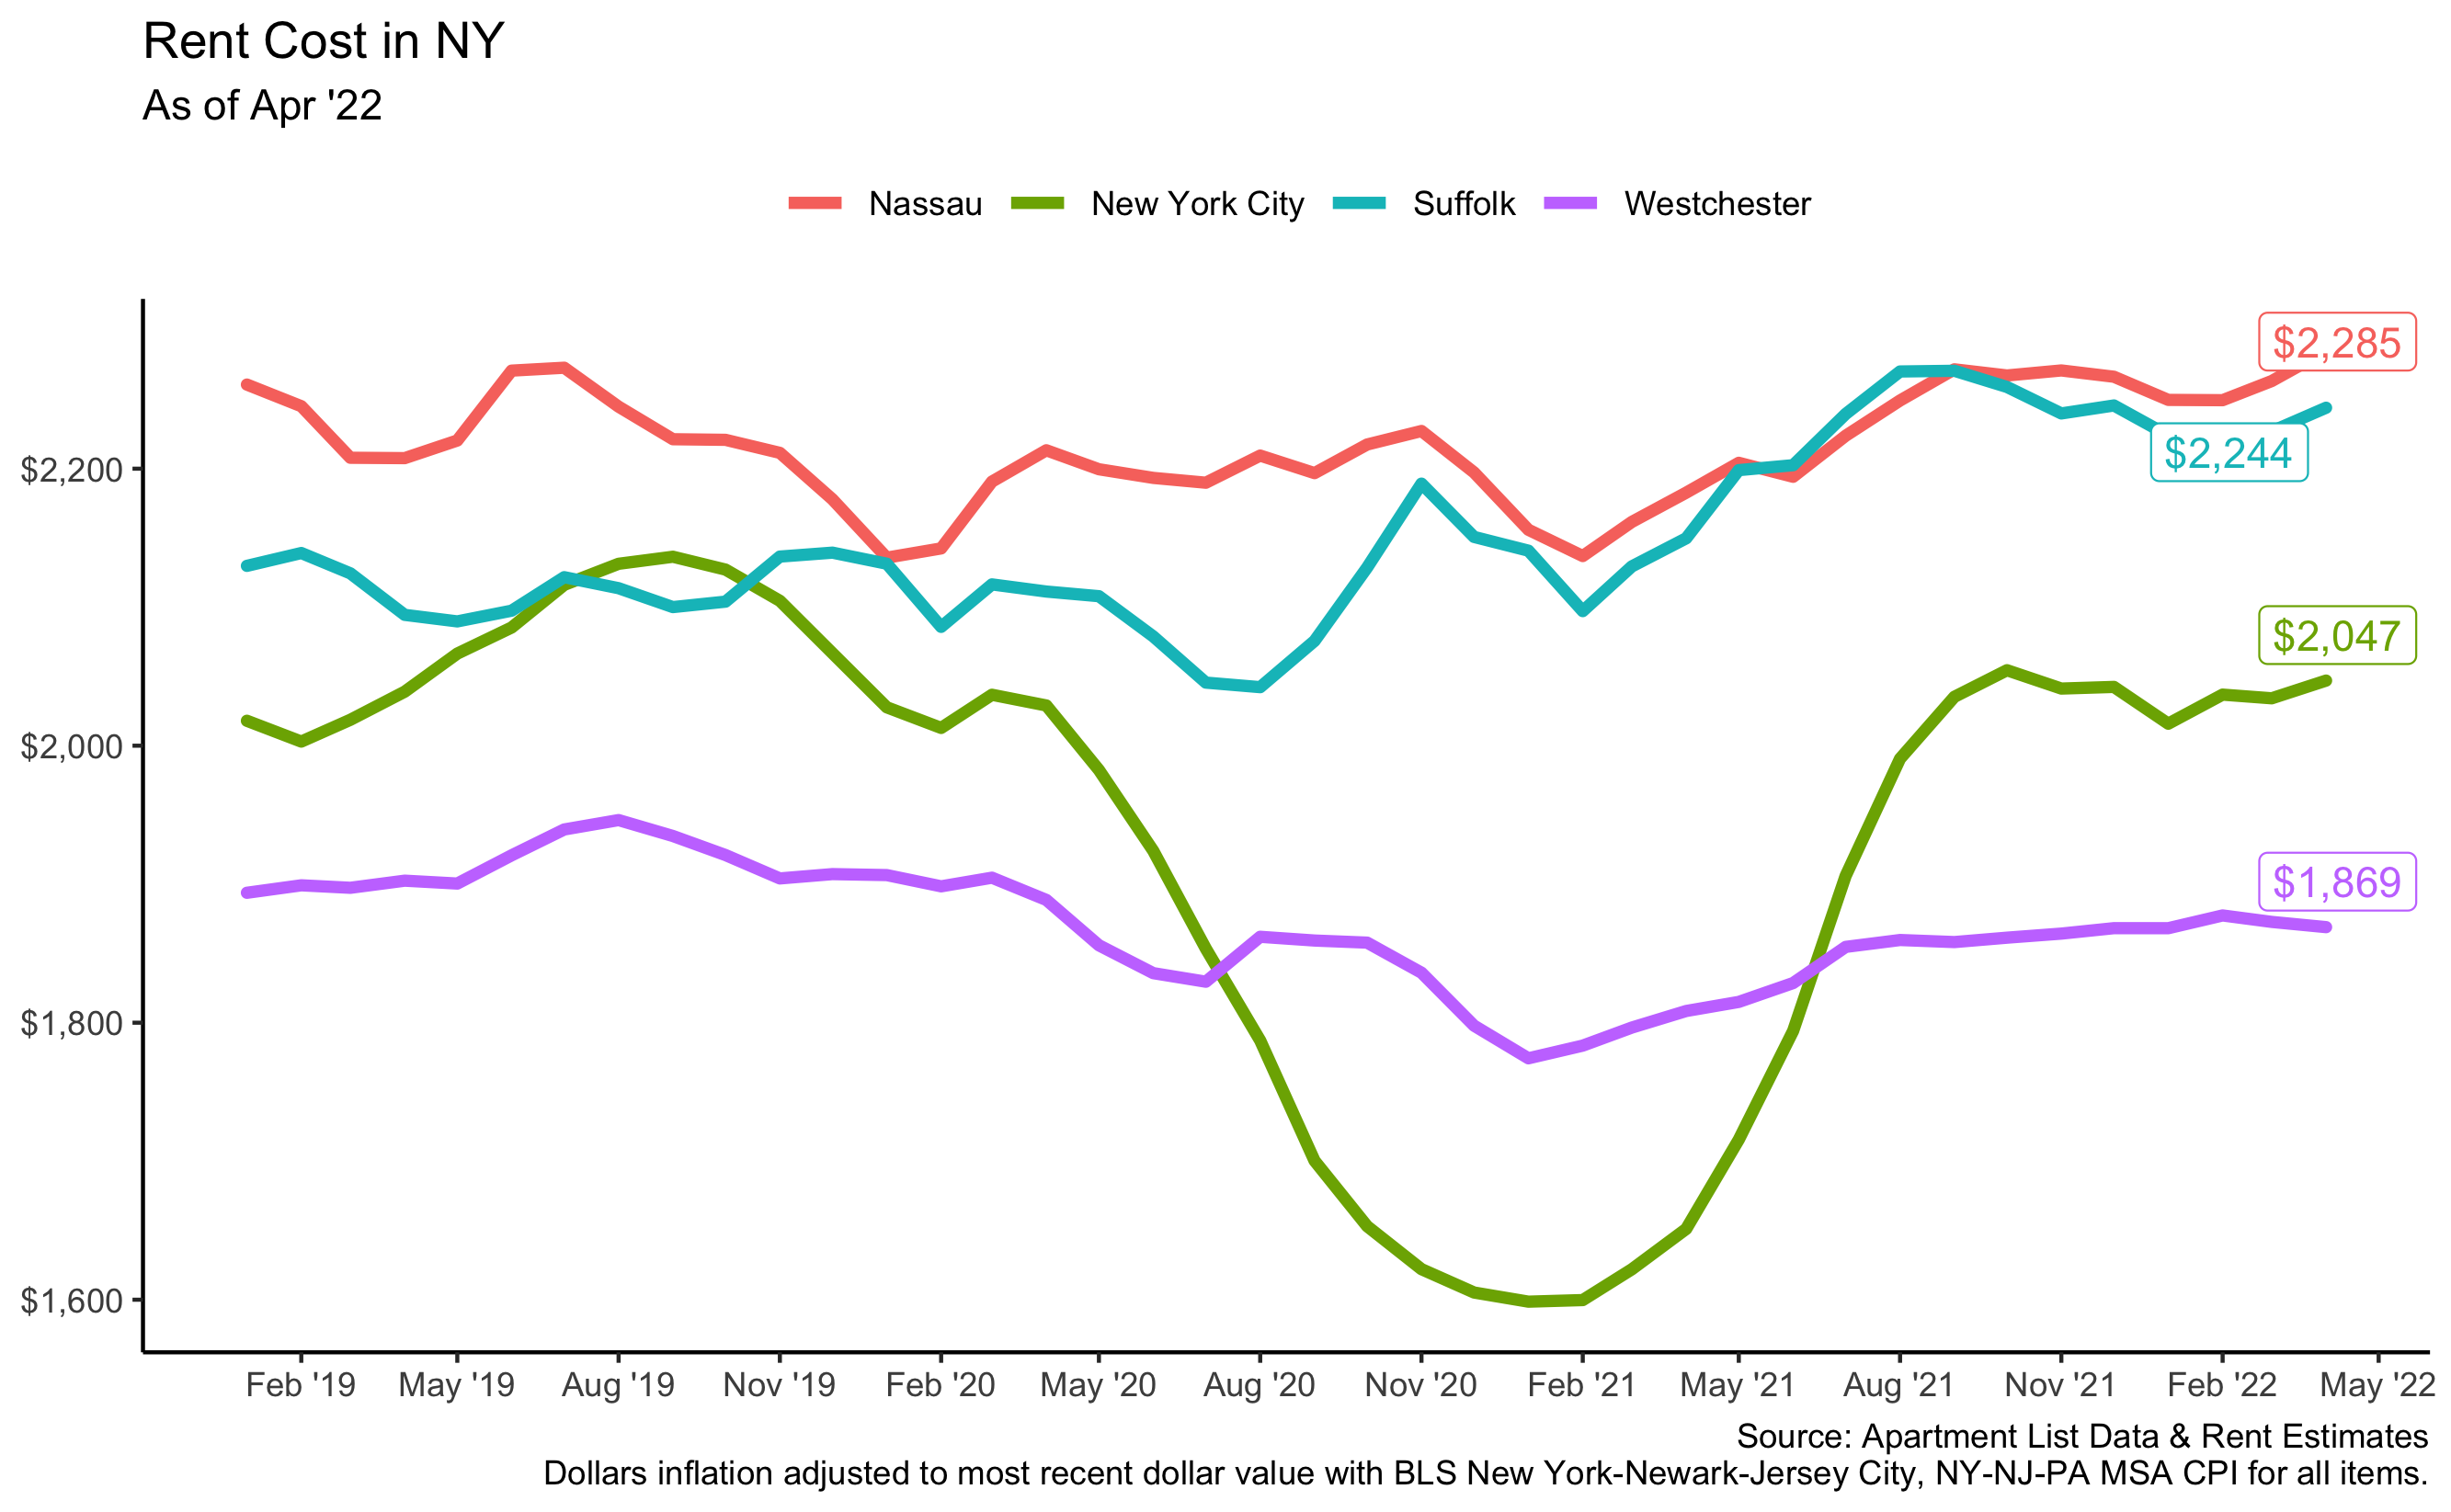 Rent Cost in NY
As of Apr '22
Nassau New York City Suffolk Westchester
$2,285
$2,244
$2,200
$2,047
$2,000
$1,869
$1,800
$1,600
Feb '19 May '19 Aug '19 Nov '19 Feb '20 May '20 Aug '20 Nov '20 Feb '21 May '21 Aug '21 Nov '21 Feb '22 May '22
Source: Apartment List Data & Rent Estimates
Dollars inflation adjusted to most recent dollar value with BLS New York-Newark-Jersey City, NY-NJ-PA MSA CPI for all items.